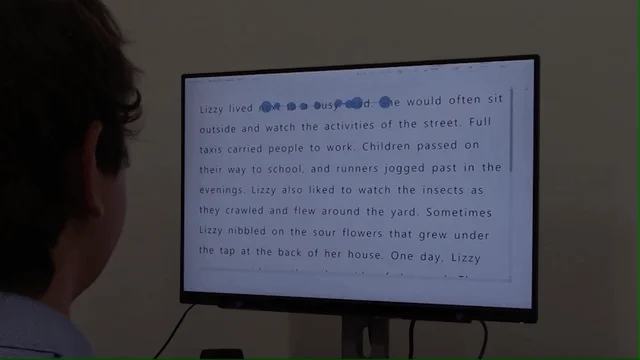 Lizzy lived next to a busy road. She would often sit
outside and watch the activities of the street. Full
taxis carried people to work. Children passed on
their way to school, and runners jogged past in the
evenings. Lizzy also liked to watch the insects as
they crawled and flew around the yard. Sometimes
Lizzy nibbled on the sour flowers that grew under
the tap at the back of her house. One day, Lizzy